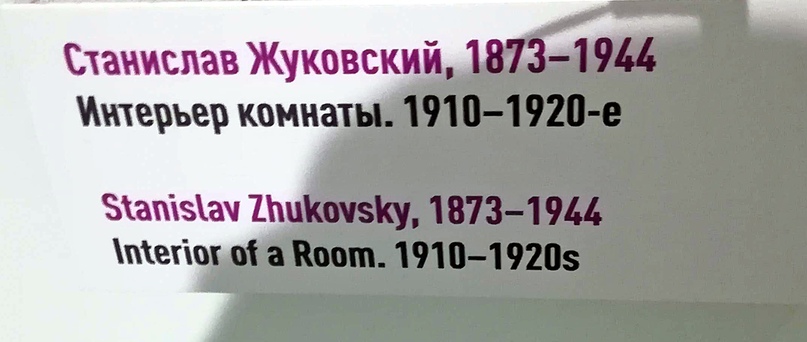 Станислав Жуковский, 1873–1944
Интерьер комнаты. 1910–1920-е
Stanislav Zhukovsky, 1873–1944
Interior of a Room. 1910–1920s